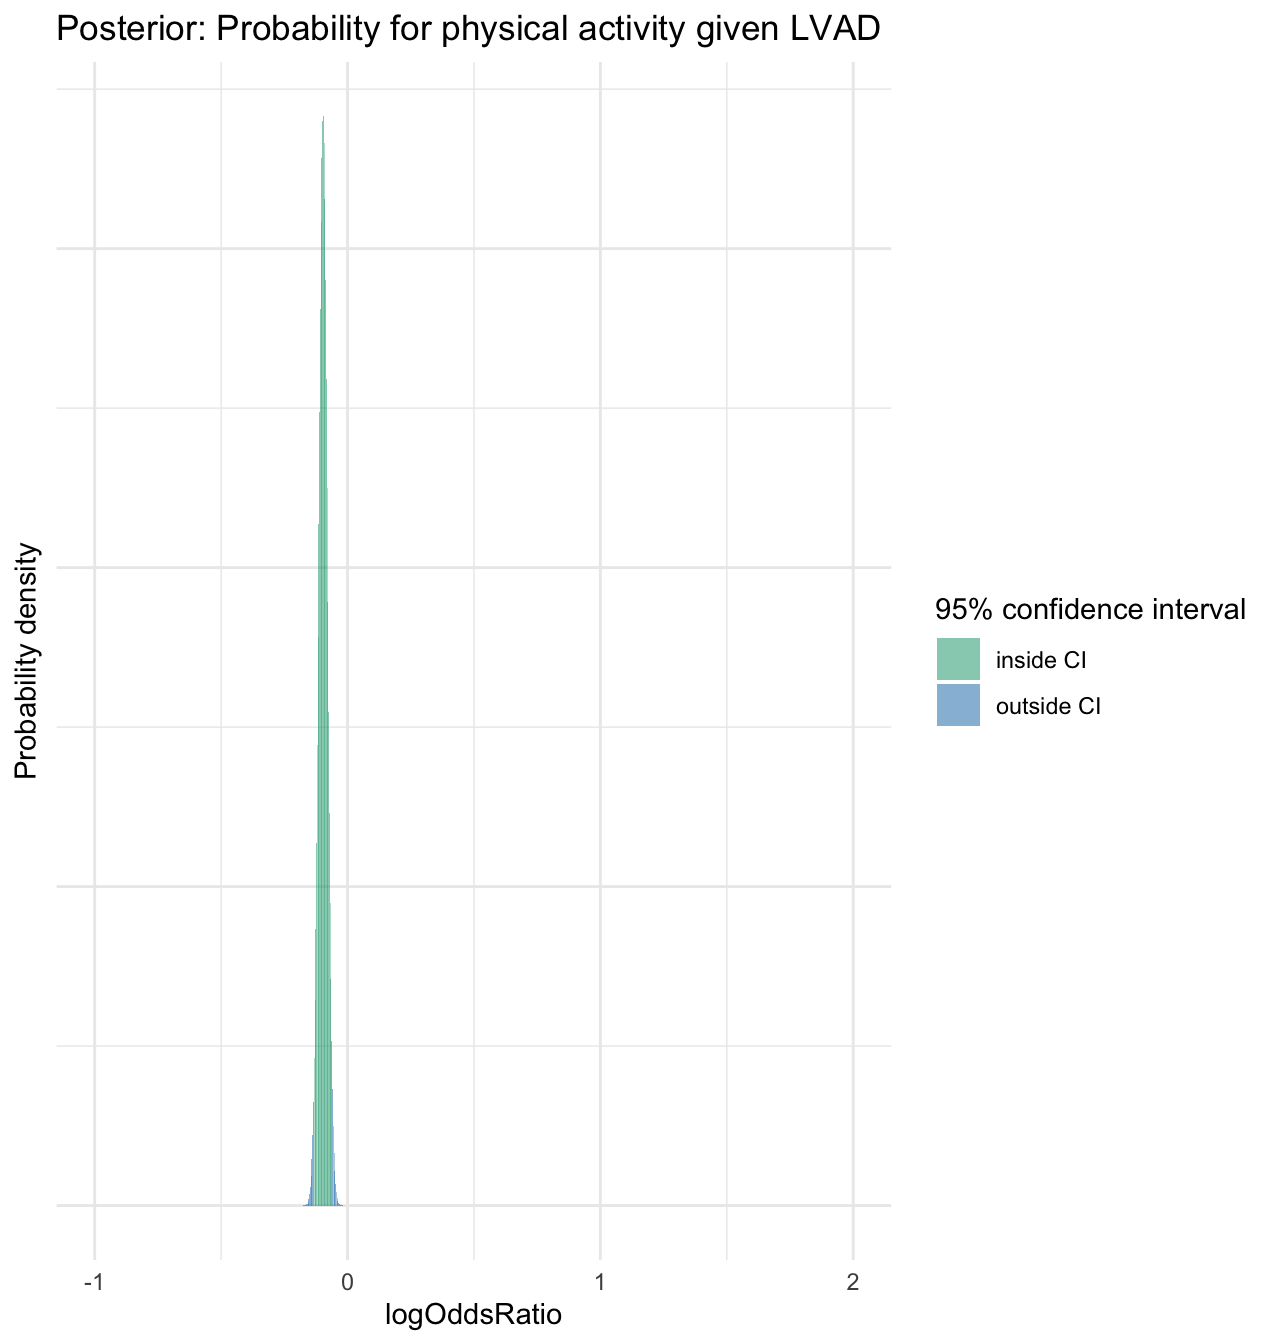 Posterior: Probability for physical activity given LVAD
Probability density
95% confidence interval
inside CI
outside CI
-1
0
1
2
logOddsRatio